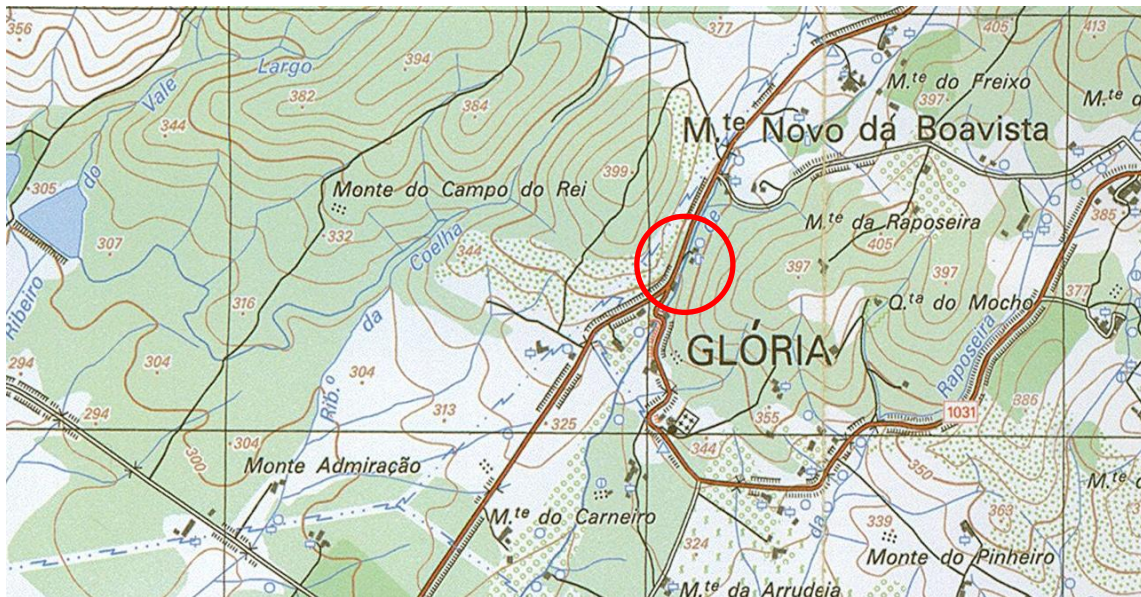 356
394
377
405
413
Largo
M.te do Freixo
Vale
382
384
397
M.te d
344
M.te Novo da Boavista
do
305
Monte do Campo do Rei
399
M.te da Raposeira
385
307
332
405
Coelha
344
397
397
316
Q.ta do Mocho
377
Ribeiro
da
GLÓRIA
Raposeira
294
304
304
Rib.o
386
294
313
325
355
1031
304
344
300
Monte Admiração
350
M.te d
M.te do Carneiro
da
363
339
324
Monte do Pinheiro
M.te da Arrudeia